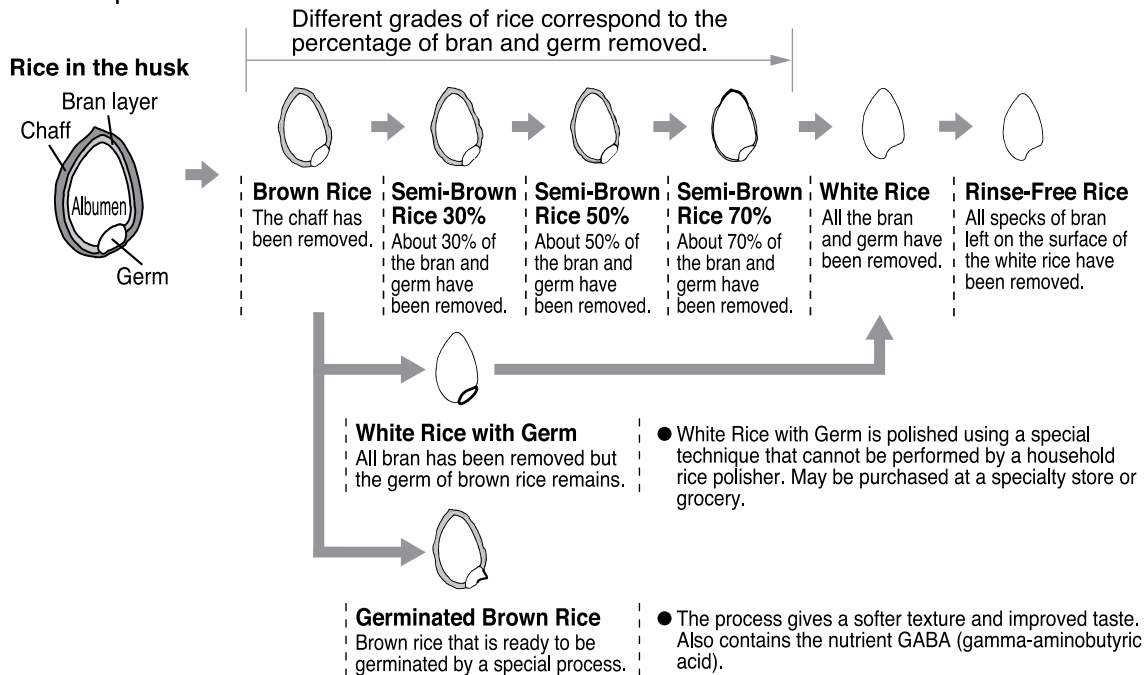 Different grades of rice correspond to the
percentage of bran and germ removed.
Rice in the husk
Bran layer
Chaff
Albumen
Germ
Brown Rice
The chaff has
been removed.
Semi-Brown
Rice 30%
About 30% of
the bran and
germ have
been removed.
Semi-Brown
Rice 50%
About 50% of
the bran and
germ have
been removed.
Semi-Brown
Rice 70%
About 70% of
the bran and
germ have
been removed.
White Rice
All the bran
and germ have
been removed.
Rinse-Free Rice
All specks of bran
left on the surface of
the white rice have
been removed.
White Rice with Germ
All bran has been removed but
the germ of brown rice remains.
● White Rice with Germ is polished using a special
technique that cannot be performed by a household
rice polisher. May be purchased at a specialty store or
grocery.
Germinated Brown Rice
Brown rice that is ready to be
germinated by a special process.
● The process gives a softer texture and improved taste.
Also contains the nutrient GABA (gamma-aminobutyric
acid).